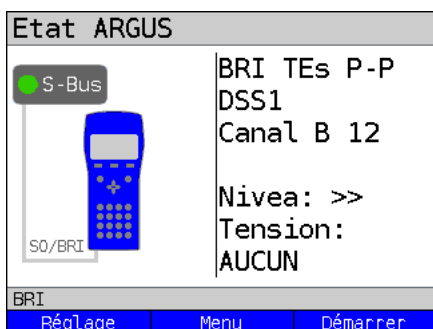 Etat ARGUS
S-Bus
S0/BRI
BRI TEs P-P
DSS1
Canal B 12
Nivea: >>
Tension:
AUCUN
BRI
Réglage Menu Démarrer